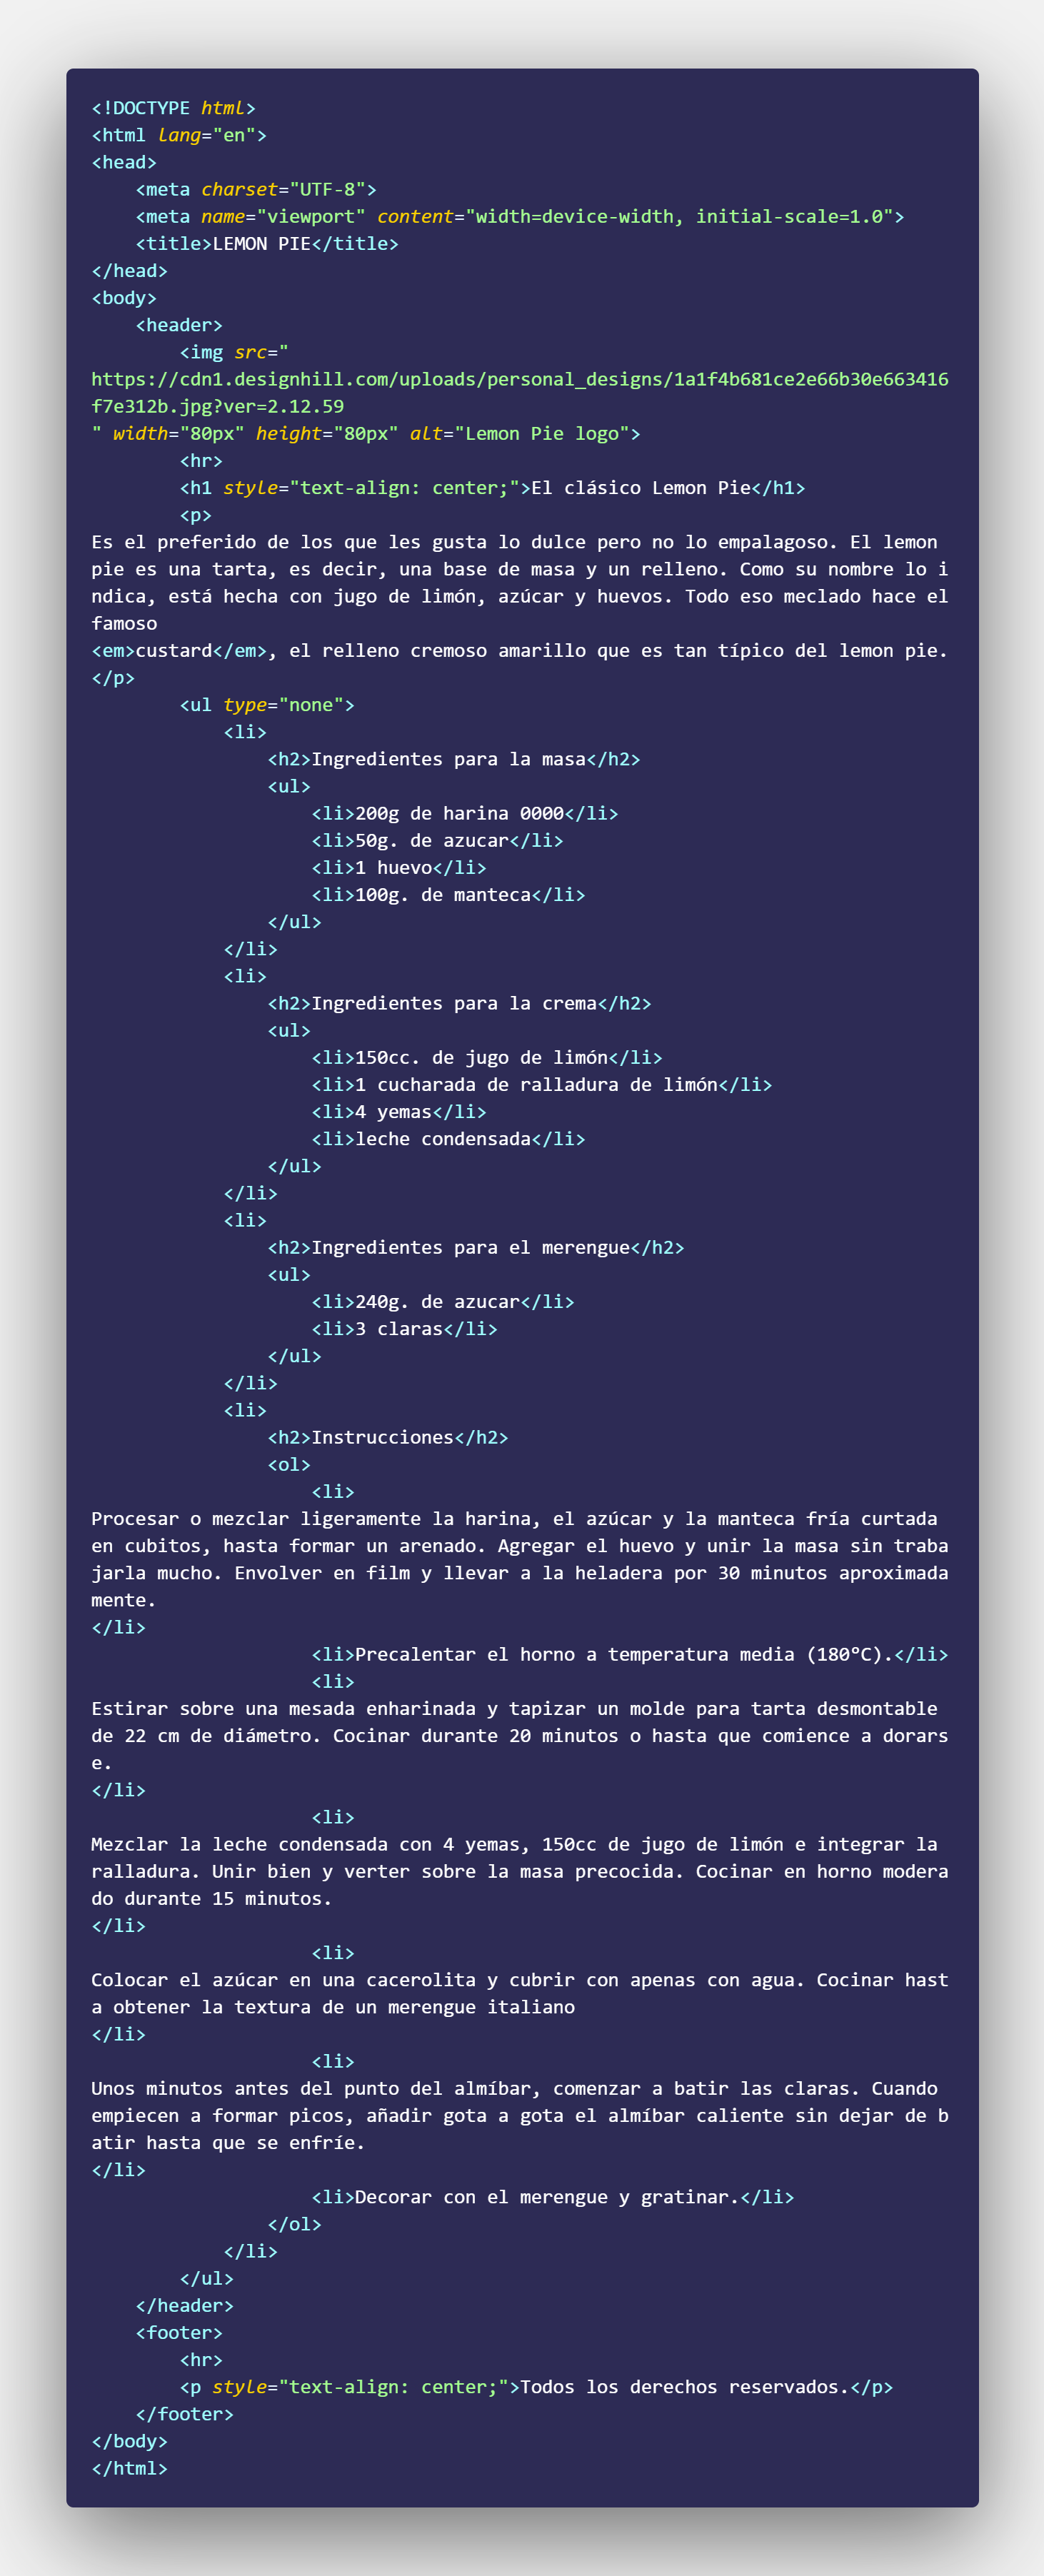 <!DOCTYPE html>
<html lang="en">
<head>
    <meta charset="UTF-8">
    <meta name="viewport" content="width=device-width, initial-scale=1.0">
    <title>LEMON PIE</title>
</head>
<body>
    <header>
        <img src="
https://cdn1.designhill.com/uploads/personal_designs/1a1f4b681ce2e66b30e663416
f7e312b.jpg?ver=2.12.59
" width="80px" height="80px" alt="Lemon Pie logo">
        <hr>
        <h1 style="text-align: center;">El clásico Lemon Pie</h1>
        <p>
Es el preferido de los que les gusta lo dulce pero no lo empalagoso. El lemon
pie es una tarta, es decir, una base de masa y un relleno. Como su nombre lo i
ndica, está hecha con jugo de limón, azúcar y huevos. Todo eso meclado hace el
famoso
<em>custard</em>, el relleno cremoso amarillo que es tan típico del lemon pie.
</p>
        <ul type="none">
            <li>
                <h2>Ingredientes para la masa</h2>
                <ul>
                    <li>200g de harina 0000</li>
                    <li>50g. de azucar</li>
                    <li>1 huevo</li>
                    <li>100g. de manteca</li>
                </ul>
            </li>
            <li>
                <h2>Ingredientes para la crema</h2>
                <ul>
                    <li>150cc. de jugo de limón</li>
                    <li>1 cucharada de ralladura de limón</li>
                    <li>4 yemas</li>
                    <li>leche condensada</li>
                </ul>
            </li>
            <li>
                <h2>Ingredientes para el merengue</h2>
                <ul>
                    <li>240g. de azucar</li>
                    <li>3 claras</li>
                </ul>
            </li>
            <li>
                <h2>Instrucciones</h2>
                <ol>
                    <li>
Procesar o mezclar ligeramente la harina, el azúcar y la manteca fría curtada
en cubitos, hasta formar un arenado. Agregar el huevo y unir la masa sin traba
jarla mucho. Envolver en film y llevar a la heladera por 30 minutos aproximada
mente.
</li>
                    <li>Precalentar el horno a temperatura media (180ºC).</li>
                    <li>
Estirar sobre una mesada enharinada y tapizar un molde para tarta desmontable
de 22 cm de diámetro. Cocinar durante 20 minutos o hasta que comience a dorars
e.
</li>
                    <li>
Mezclar la leche condensada con 4 yemas, 150cc de jugo de limón e integrar la
ralladura. Unir bien y verter sobre la masa precocida. Cocinar en horno modera
do durante 15 minutos.
</li>
                    <li>
Colocar el azúcar en una cacerolita y cubrir con apenas con agua. Cocinar hast
a obtener la textura de un merengue italiano
</li>
                    <li>
Unos minutos antes del punto del almíbar, comenzar a batir las claras. Cuando
empiecen a formar picos, añadir gota a gota el almíbar caliente sin dejar de b
atir hasta que se enfríe.
</li>
                    <li>Decorar con el merengue y gratinar.</li>
                </ol>
            </li>
        </ul>
    </header>
    <footer>
        <hr>
        <p style="text-align: center;">Todos los derechos reservados.</p>
    </footer>
</body>
</html>